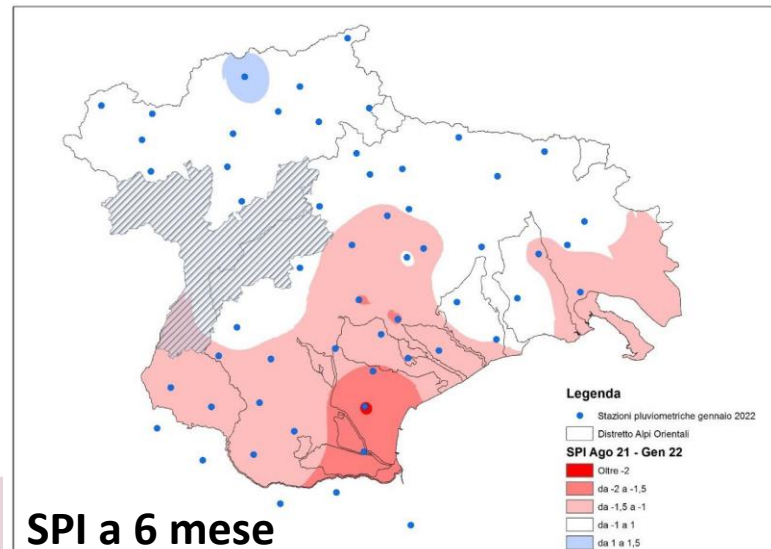 Legenda
Stazioni pluviometriche gennaio 2022
Distretto Alpi Orientali
SPI Ago 21 - Gen 22
Oltre -2
da -2 a -1,5
da -1,5 a -1
da -1 a 1
da 1 a 1,5
SPI a 6 mese